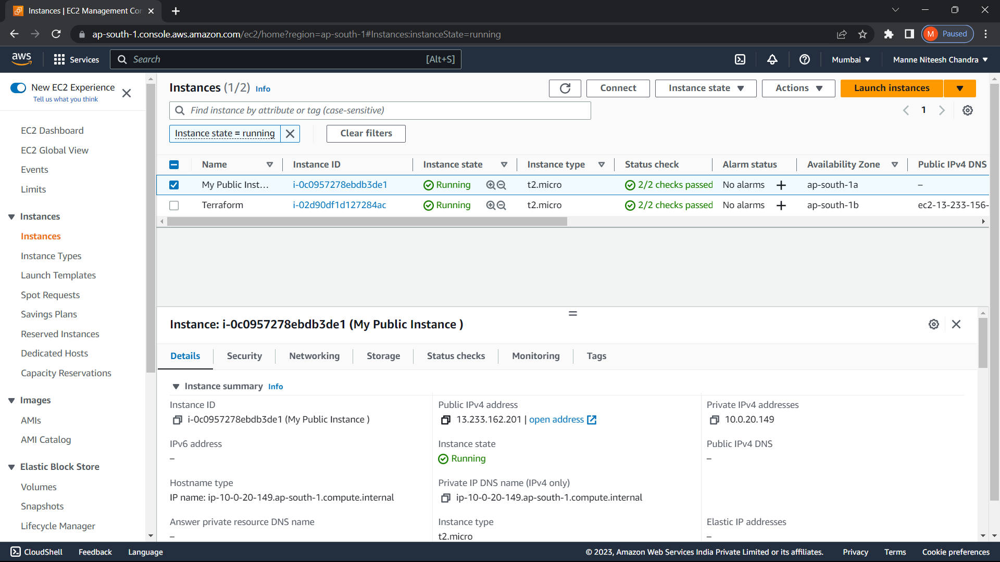 Instances | EC2 Management Con
ap-south-1.console.aws.amazon.com/ec2/home?region=ap-south-1#Instances:instanceState=running
M Paused
aws
Services
Search
[Alt+S]
Mumbai
Manne Niteesh Chandra
New EC2 Experience
Tell us what you think
EC2 Dashboard
EC2 Global View
Events
Limits
Instances
Instances
Instance Types
Launch Templates
Spot Requests
Savings Plans
Reserved Instances
Dedicated Hosts
Capacity Reservations
Images
AMIs
AMI Catalog
Elastic Block Store
Volumes
Snapshots
Lifecycle Manager
Instances (1/2) Info
Connect
Instance state
Actions
Launch instances
Find instance by attribute or tag (case-sensitive)
1
Instance state = running
Clear filters
Name Instance ID Instance state Instance type Status check Alarm status Availability Zone Public IPv4 DNS
My Public Inst... i-0c0957278ebdb3de1 Running t2.micro 2/2 checks passed No alarms + ap-south-1a –
Terraform i-02d90df1d127284ac Running t2.micro 2/2 checks passed No alarms + ap-south-1b ec2-13-233-156-
Instance: i-0c0957278ebdb3de1 (My Public Instance )
Details Security Networking Storage Status checks Monitoring Tags
Instance summary Info
Instance ID
i-0c0957278ebdb3de1 (My Public Instance )
Public IPv4 address
13.233.162.201 | open address
Private IPv4 addresses
10.0.20.149
IPv6 address
–
Instance state
Running
Public IPv4 DNS
–
Hostname type
IP name: ip-10-0-20-149.ap-south-1.compute.internal
Private IP DNS name (IPv4 only)
ip-10-0-20-149.ap-south-1.compute.internal
Answer private resource DNS name
–
Instance type
t2.micro
Elastic IP addresses
–
CloudShell
Feedback
Language
© 2023, Amazon Web Services India Private Limited or its affiliates.
Privacy
Terms
Cookie preferences